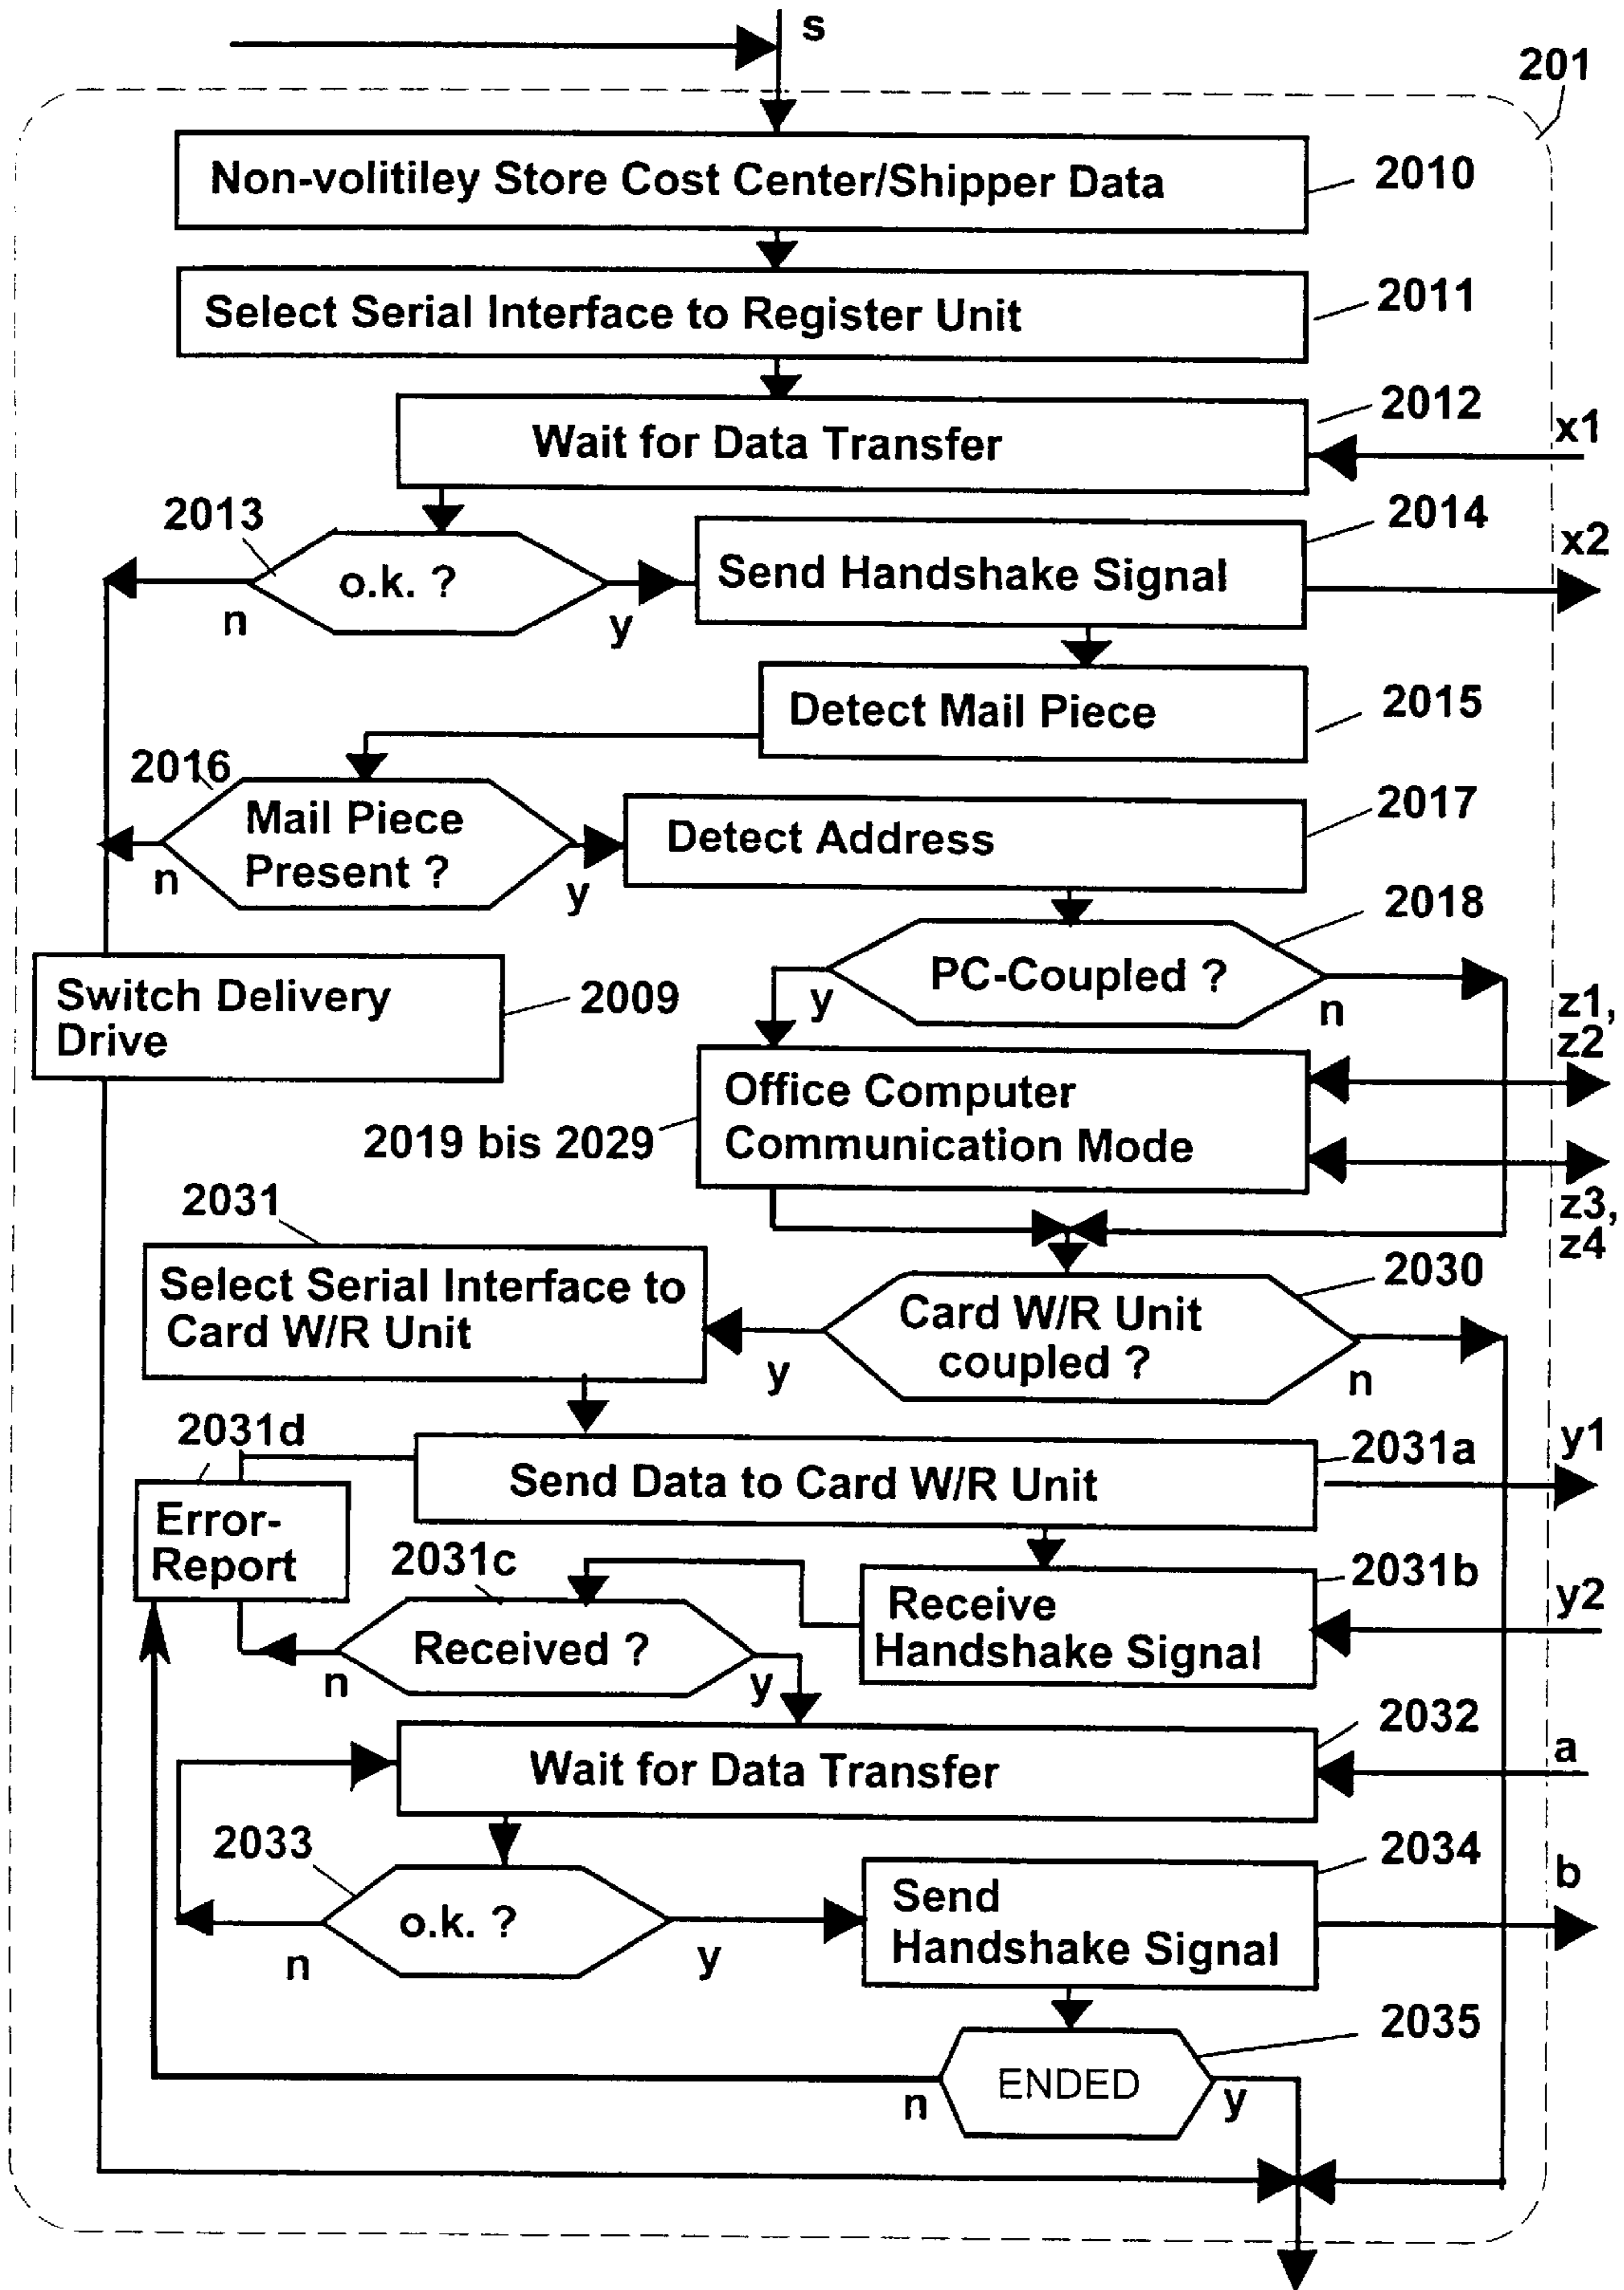 s
201
Non-volitiley Store Cost Center/Shipper Data
2010
Select Serial Interface to Register Unit
2011
Wait for Data Transfer
2012
x1
2013
o.k. ?
n
y
Send Handshake Signal
2014
x2
Detect Mail Piece
2015
2016
Mail Piece
Present ?
n
y
Detect Address
2017
PC-Coupled ?
2018
y
n
Switch Delivery
Drive
2009
z1,
z2
Office Computer
Communication Mode
2019 bis 2029
z3,
z4
2031
Select Serial Interface to
Card W/R Unit
Card W/R Unit
coupled ?
2030
y
n
2031d
Error-
Report
Send Data to Card W/R Unit
2031a
y1
2031c
Received ?
n
y
Receive
Handshake Signal
2031b
y2
Wait for Data Transfer
2032
a
2033
o.k. ?
n
y
Send
Handshake Signal
2034
b
ENDED
2035
n
y